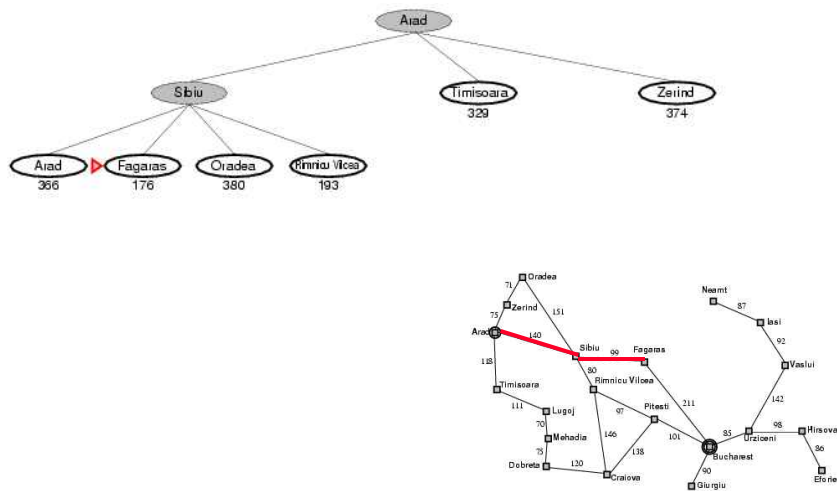 Arad
Sibiu
Timisoara
Zerind
329
374
Arad
Fagaras
Oradea
Rimnicu Vilcea
366
176
380
193
Oradea
Neamt
71
87
Zerind
151
Iasi
75
140
92
Arad
Sibiu
99
Fagaras
118
80
Vaslui
Timisoara
Rimnicu Vilcea
142
111
Lugoj
97
Pitesti
211
70
98
Hirsova
Mehadia
146
101
85
Urziceni
75
138
86
Bucharest
Dobreta
120
90
Craiova
Eforie
Giurgiu